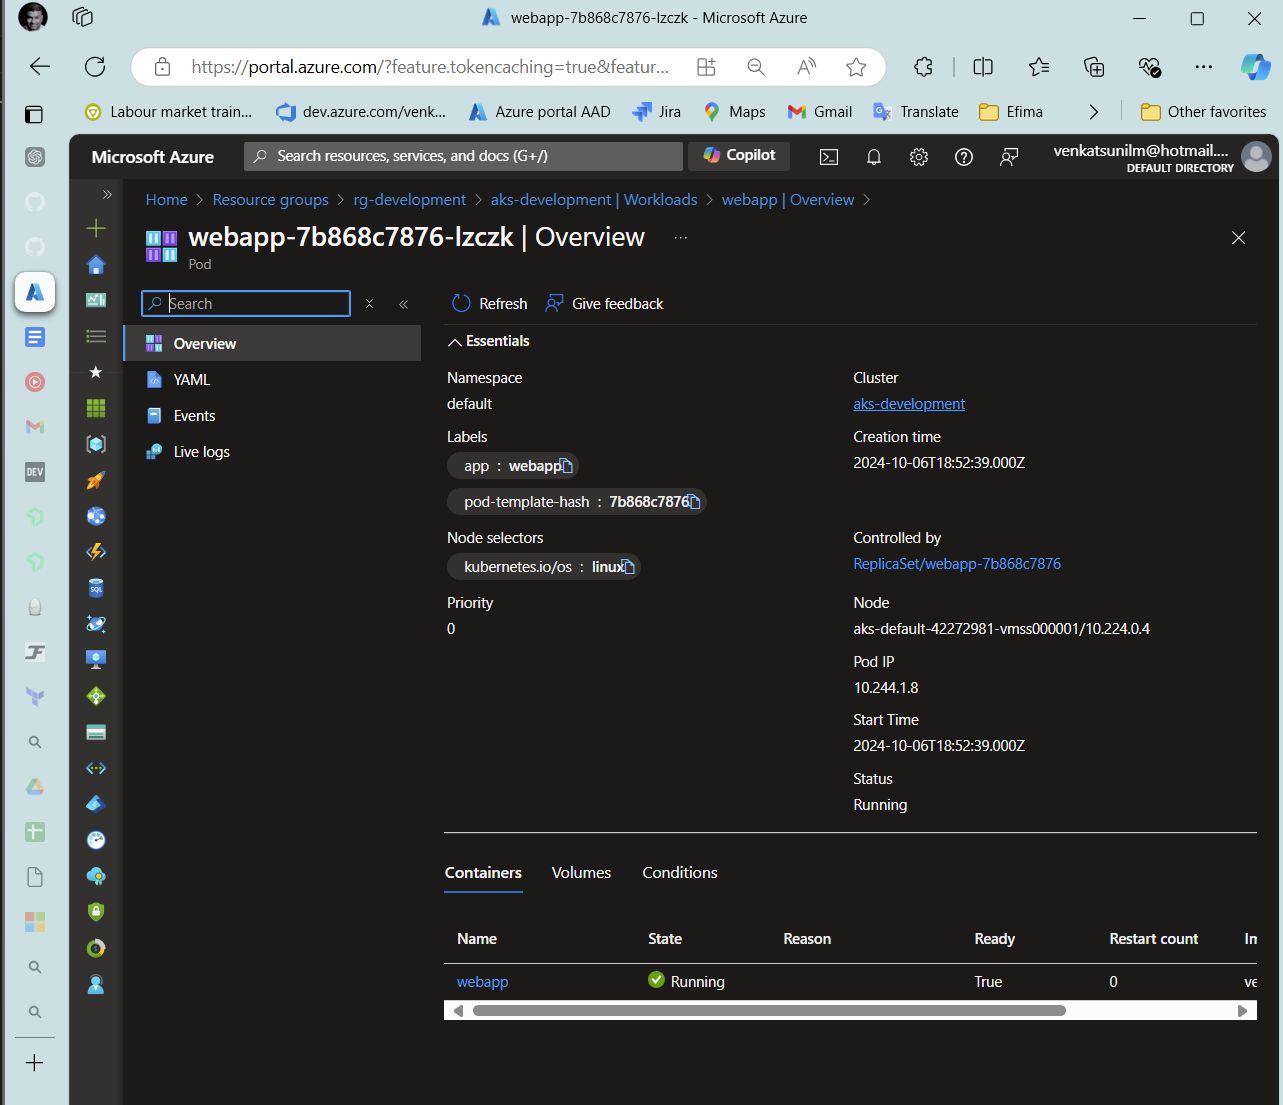 webapp-7b868c7876-lzczk - Microsoft Azure
https://portal.azure.com/?feature.tokencaching=true&featur...
Labour market train... dev.azure.com/venk... Azure portal AAD Jira Maps Gmail Translate Efima Other favorites
Microsoft Azure Search resources, services, and docs (G+/) Copilot venkatsunilm@hotmail....
DEFAULT DIRECTORY
Home > Resource groups > rg-development > aks-development | Workloads > webapp | Overview >
webapp-7b868c7876-lzczk | Overview ...
Pod
Search
Refresh Give feedback
Overview
YAML
Events
Live logs
Essentials
Namespace
default
Cluster
aks-development
Labels
app : webapp
pod-template-hash : 7b868c7876
Creation time
2024-10-06T18:52:39.000Z
Node selectors
kubernetes.io/os : linux
Controlled by
ReplicaSet/webapp-7b868c7876
Priority
0
Node
aks-default-42272981-vmss000001/10.224.0.4
Pod IP
10.244.1.8
Start Time
2024-10-06T18:52:39.000Z
Status
Running
Containers Volumes Conditions
Name State Reason Ready Restart count
webapp Running True 0 ve
DEV
SQL